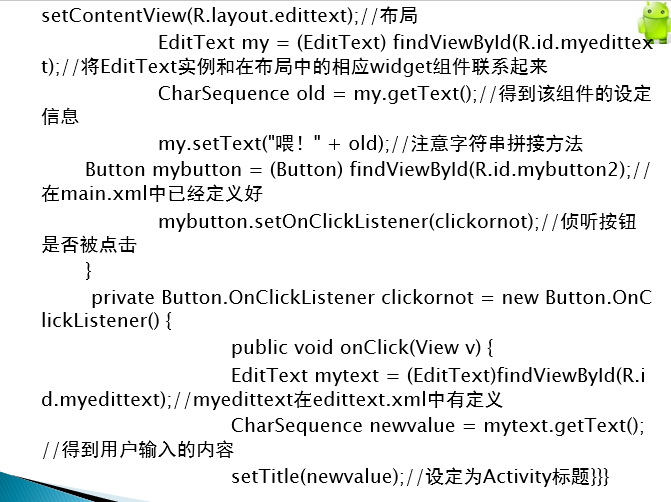 setContentView(R.layout.edittext);//布局
EditText my = (EditText) findViewById(R.id.myedittex
t);//将EditText实例和在布局中的相应widget组件联系起来
CharSequence old = my.getText();//得到该组件的设定
信息
my.setText("喂！" + old);//注意字符串拼接方法
Button mybutton = (Button) findViewById(R.id.mybutton2);//
在main.xml中已经定义好
mybutton.setOnClickListener(clickornot);//侦听按钮
是否被点击
}
private Button.OnClickListener clickornot = new Button.OnC
lickListener() {
public void onClick(View v) {
EditText mytext = (EditText)findViewById(R.i
d.myedittext);//myedittext在edittext.xml中有定义
CharSequence newvalue = mytext.getText();
//得到用户输入的内容
setTitle(newvalue);//设定为Activity标题}}}